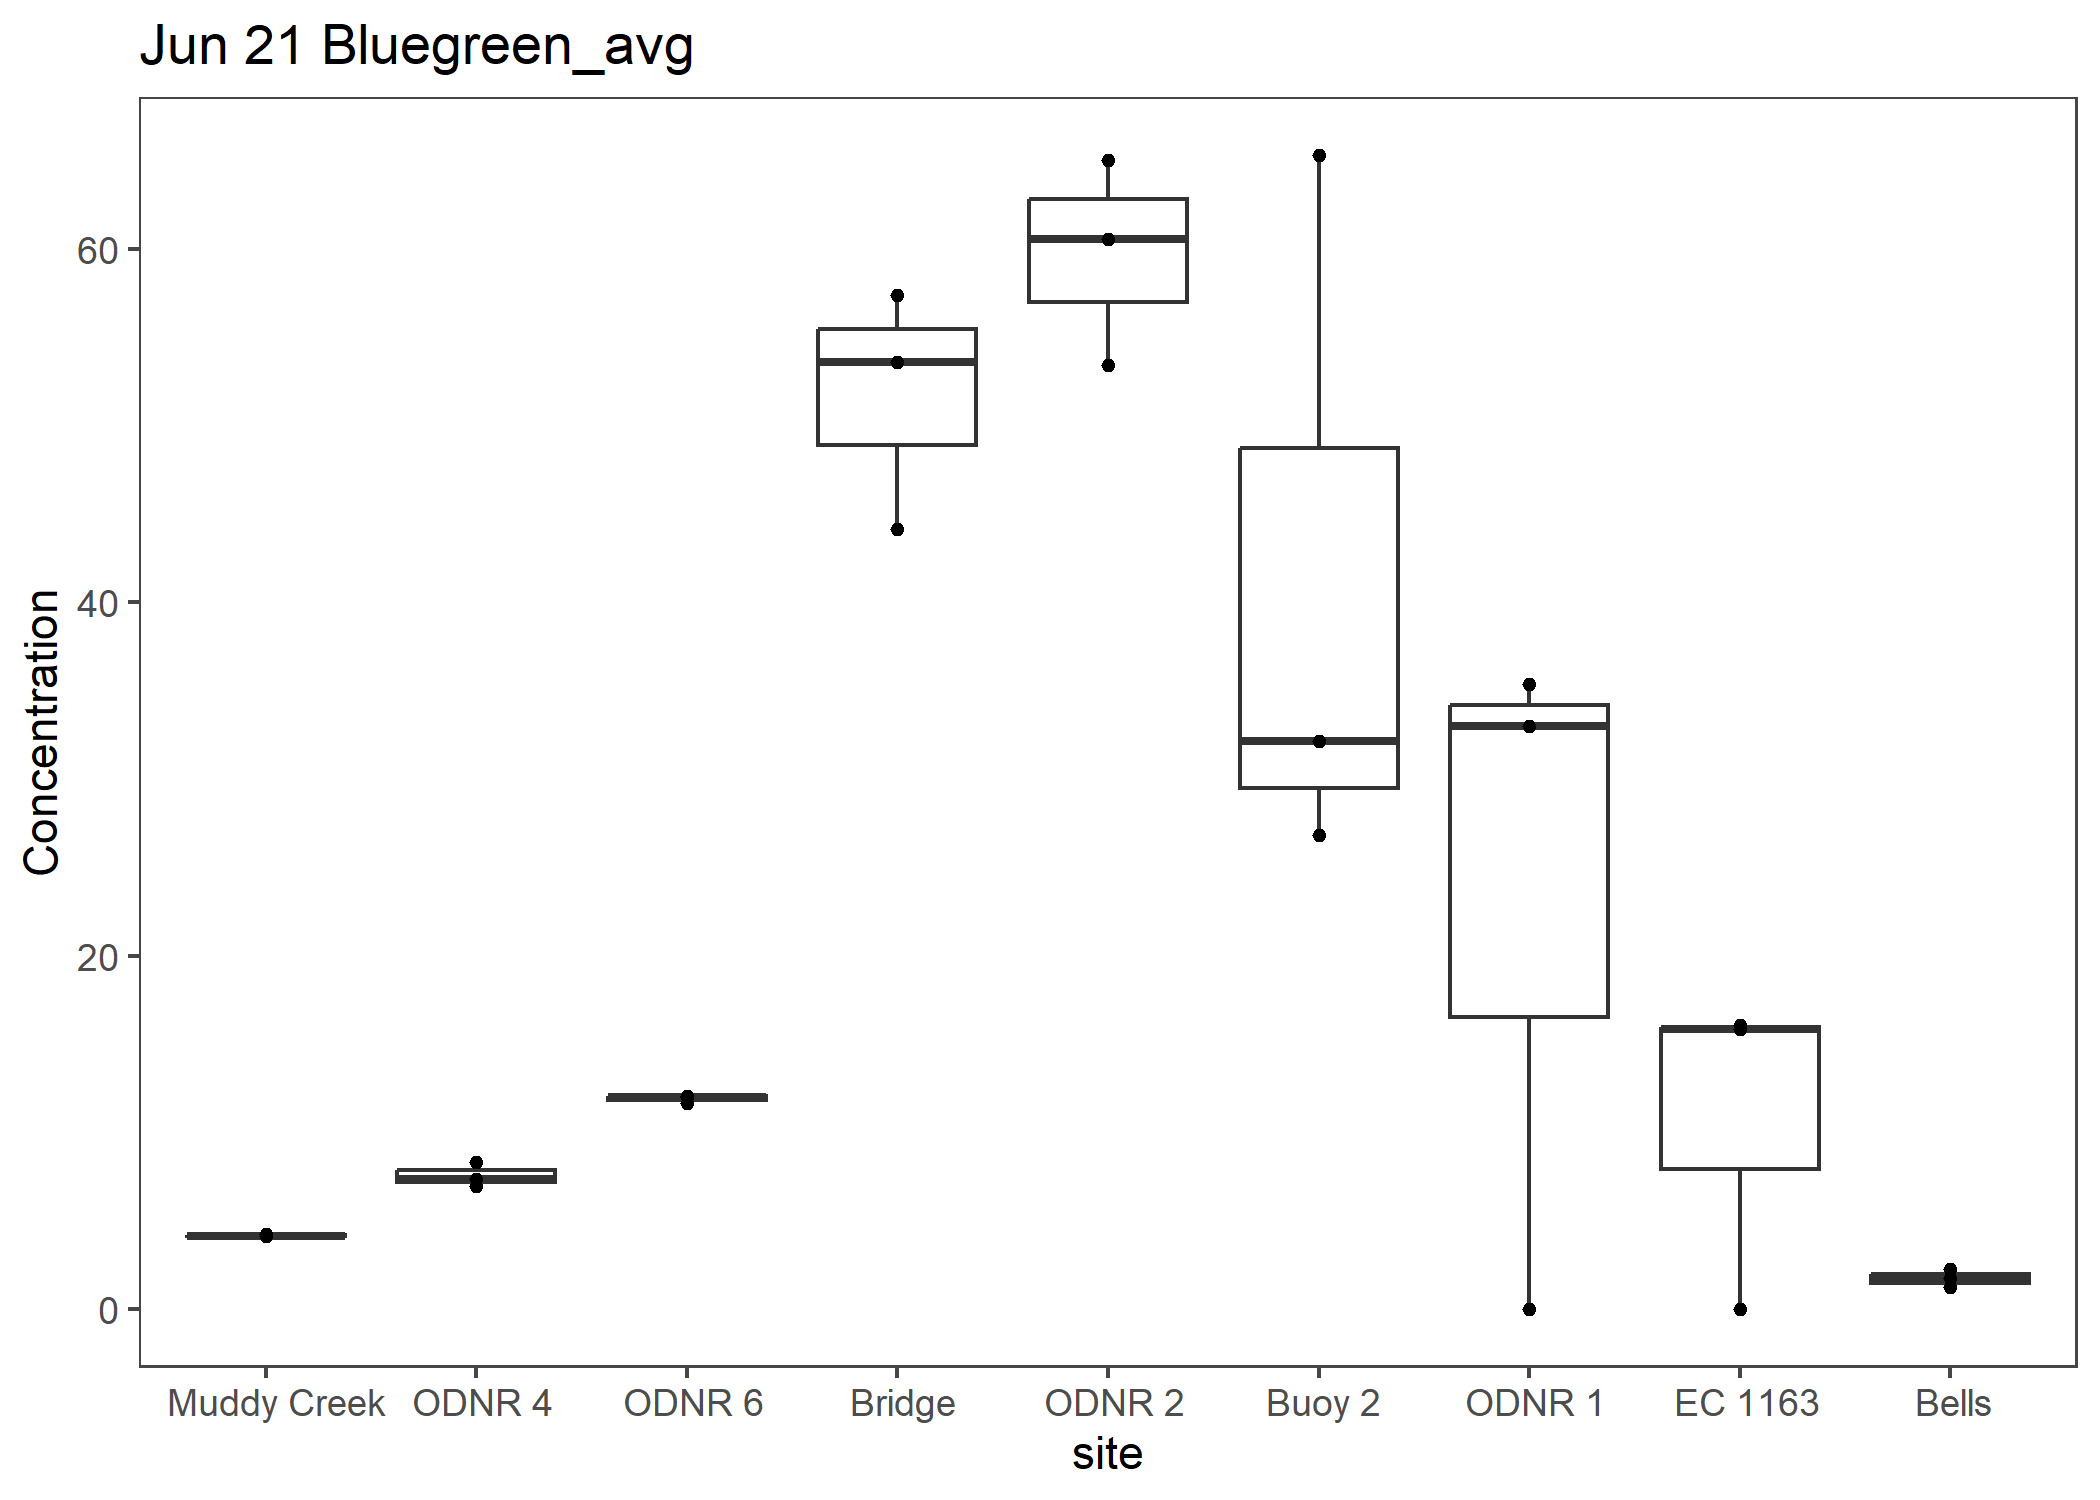 Jun 21 Bluegreen_avg
Concentration
60
40
20
0
Muddy Creek ODNR 4 ODNR 6 Bridge ODNR 2 Buoy 2 ODNR 1 EC 1163 Bells
site